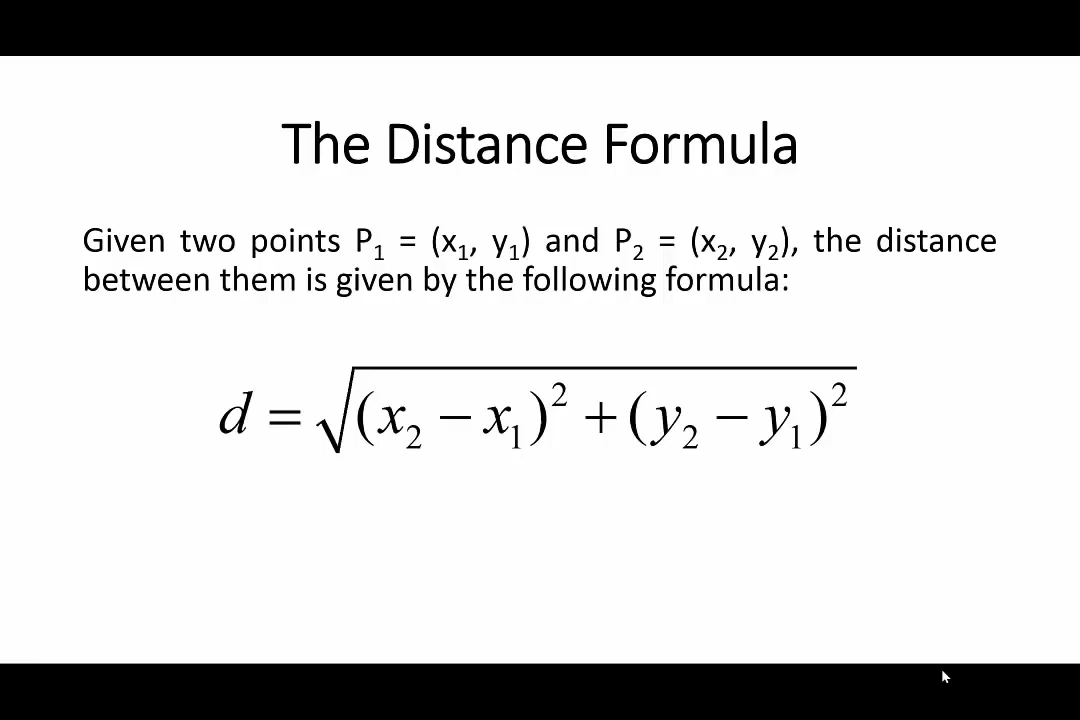 The Distance Formula
Given two points P₁ = (x₁, y₁) and P₂ = (x₂, y₂), the distance
between them is given by the following formula:
d = √(x₂ − x₁)² + (y₂ − y₁)²